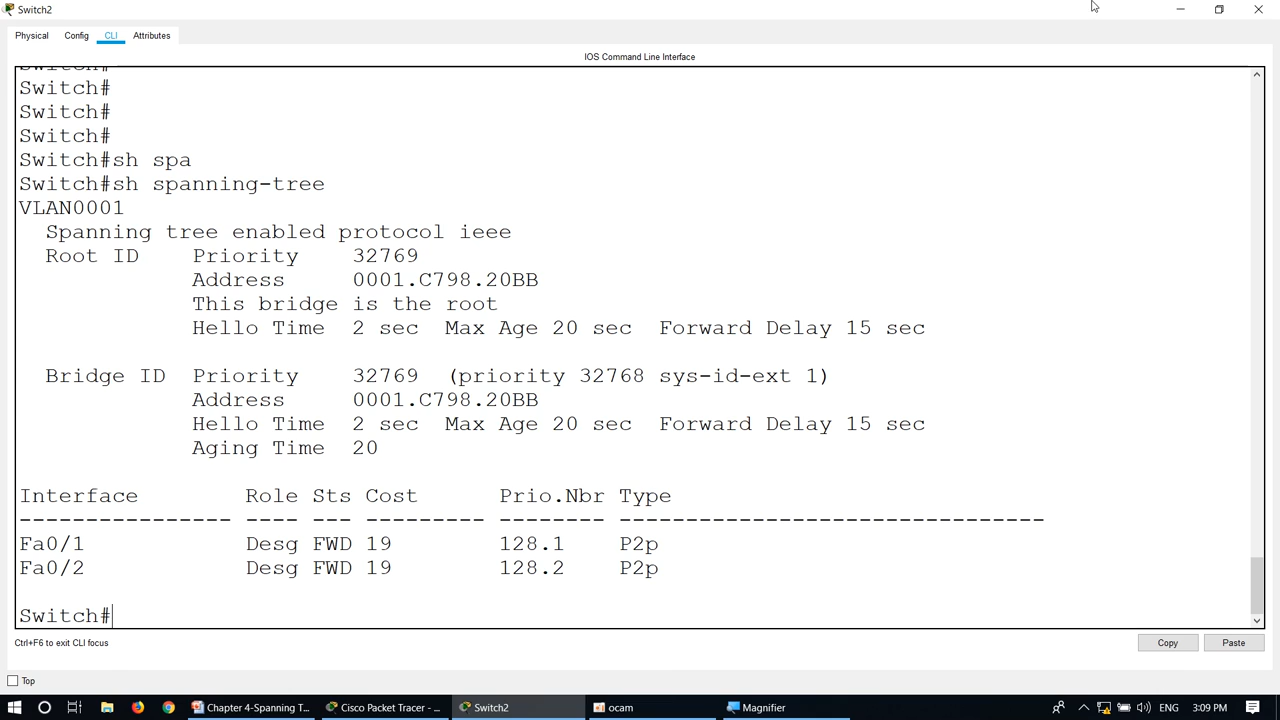 Switch2
Physical Config CLI Attributes
IOS Command Line Interface
Switch#
Switch#
Switch#
Switch#
Switch#sh spa
Switch#sh spanning-tree
VLAN0001
Spanning tree enabled protocol ieee
Root ID Priority 32769
Address 0001.C798.20BB
This bridge is the root
Hello Time 2 sec Max Age 20 sec Forward Delay 15 sec
Bridge ID Priority 32769 (priority 32768 sys-id-ext 1)
Address 0001.C798.20BB
Hello Time 2 sec Max Age 20 sec Forward Delay 15 sec
Aging Time 20
Interface Role Sts Cost Prio.Nbr Type
---------------- ---- --- --------- -------- --------------------------------
Fa0/1 Desg FWD 19 128.1 P2p
Fa0/2 Desg FWD 19 128.2 P2p
Switch#
Ctrl+F6 to exit CLI focus
Copy Paste
Top
Chapter 4-Spanning T... Cisco Packet Tracer - ... Switch2 ocam Magnifier ENG 3:09 PM